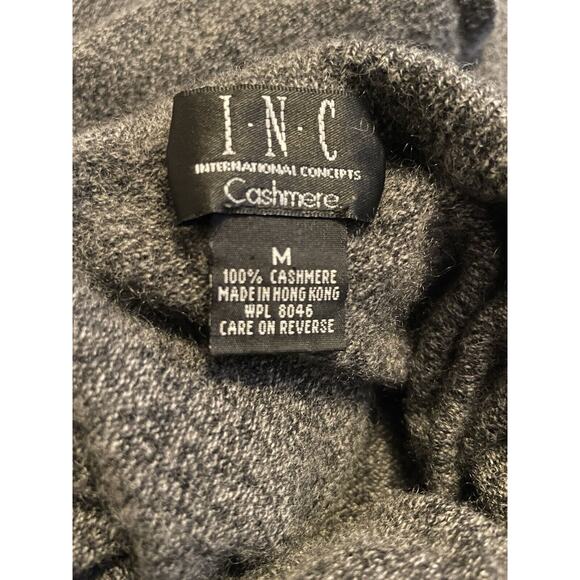 I·N·C
INTERNATIONAL CONCEPTS
Cashmere
M
100% CASHMERE
MADE IN HONG KONG
WPL 8046
CARE ON REVERSE